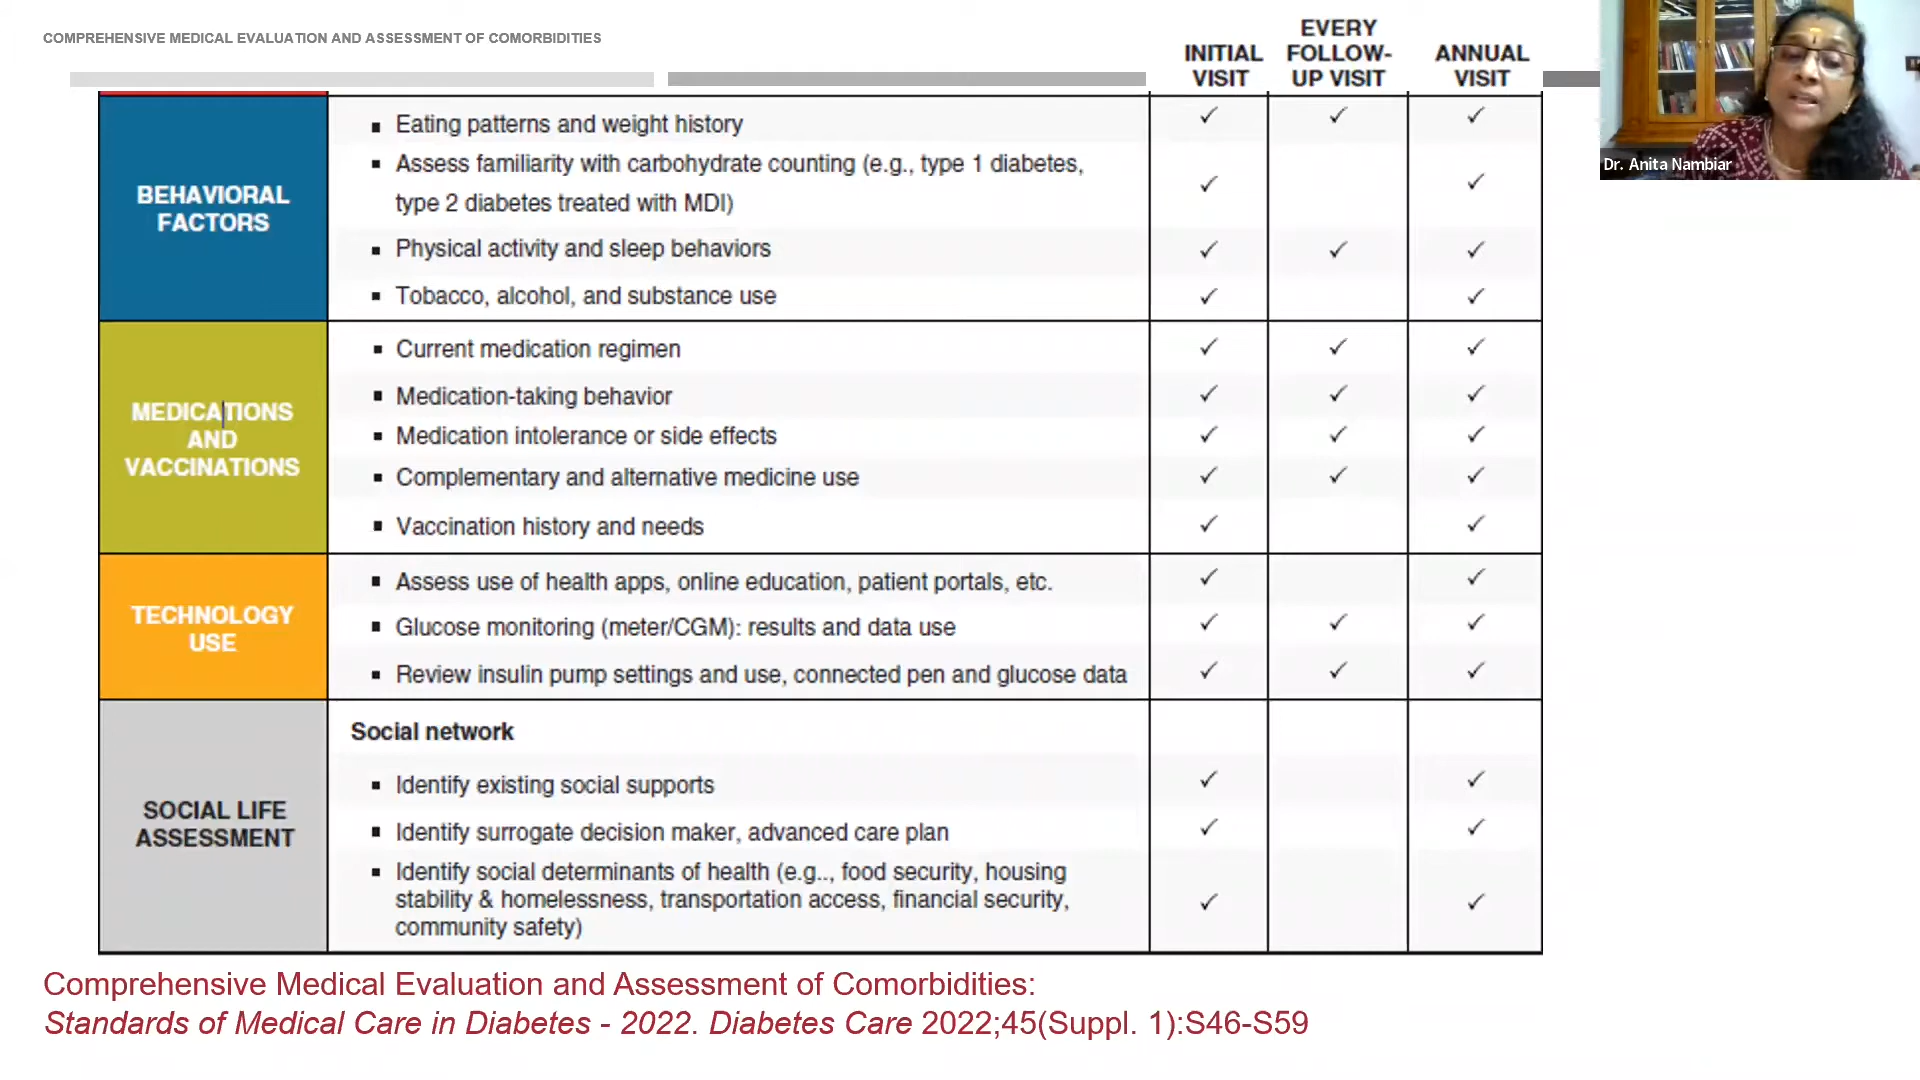 COMPREHENSIVE MEDICAL EVALUATION AND ASSESSMENT OF COMORBIDITIES
INITIAL VISIT
EVERY FOLLOW-UP VISIT
ANNUAL VISIT
Dr. Anita Nambiar
BEHAVIORAL
FACTORS
▪ Eating patterns and weight history ✓ ✓ ✓
▪ Assess familiarity with carbohydrate counting (e.g., type 1 diabetes,
type 2 diabetes treated with MDI) ✓ ✓
▪ Physical activity and sleep behaviors ✓ ✓ ✓
▪ Tobacco, alcohol, and substance use ✓ ✓
MEDICATIONS
AND
VACCINATIONS
▪ Current medication regimen ✓ ✓ ✓
▪ Medication-taking behavior ✓ ✓ ✓
▪ Medication intolerance or side effects ✓ ✓ ✓
▪ Complementary and alternative medicine use ✓ ✓ ✓
▪ Vaccination history and needs ✓ ✓
TECHNOLOGY
USE
▪ Assess use of health apps, online education, patient portals, etc. ✓ ✓
▪ Glucose monitoring (meter/CGM): results and data use ✓ ✓ ✓
▪ Review insulin pump settings and use, connected pen and glucose data ✓ ✓ ✓
SOCIAL LIFE
ASSESSMENT
Social network
▪ Identify existing social supports ✓ ✓
▪ Identify surrogate decision maker, advanced care plan ✓ ✓
▪ Identify social determinants of health (e.g.., food security, housing
stability & homelessness, transportation access, financial security,
community safety) ✓ ✓
Comprehensive Medical Evaluation and Assessment of Comorbidities:
Standards of Medical Care in Diabetes - 2022. Diabetes Care 2022;45(Suppl. 1):S46-S59